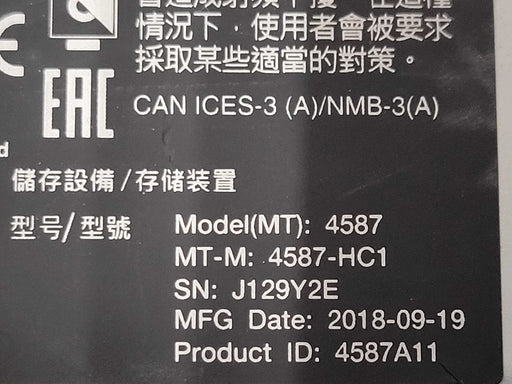 情況下，使用者會被要求
採取某些適當的對策。
CE
EAC
CAN ICES-3 (A)/NMB-3(A)
儲存設備/存储装置
型号/型號
Model(MT): 4587
MT-M: 4587-HC1
SN: J129Y2E
MFG Date: 2018-09-19
Product ID: 4587A11